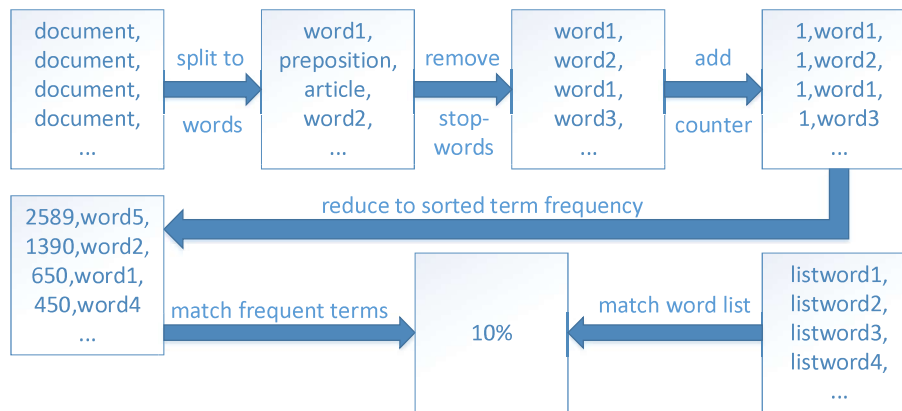 document,
document,
document,
document,
...
split to
words
word1,
preposition,
article,
word2,
...
remove
stop-
words
word1,
word2,
word1,
word3,
...
add
counter
1,word1,
1,word2,
1,word1,
1,word3
...
reduce to sorted term frequency
2589,word5,
1390,word2,
650,word1,
450,word4
...
match frequent terms
10%
match word list
listword1,
listword2,
listword3,
listword4,
...